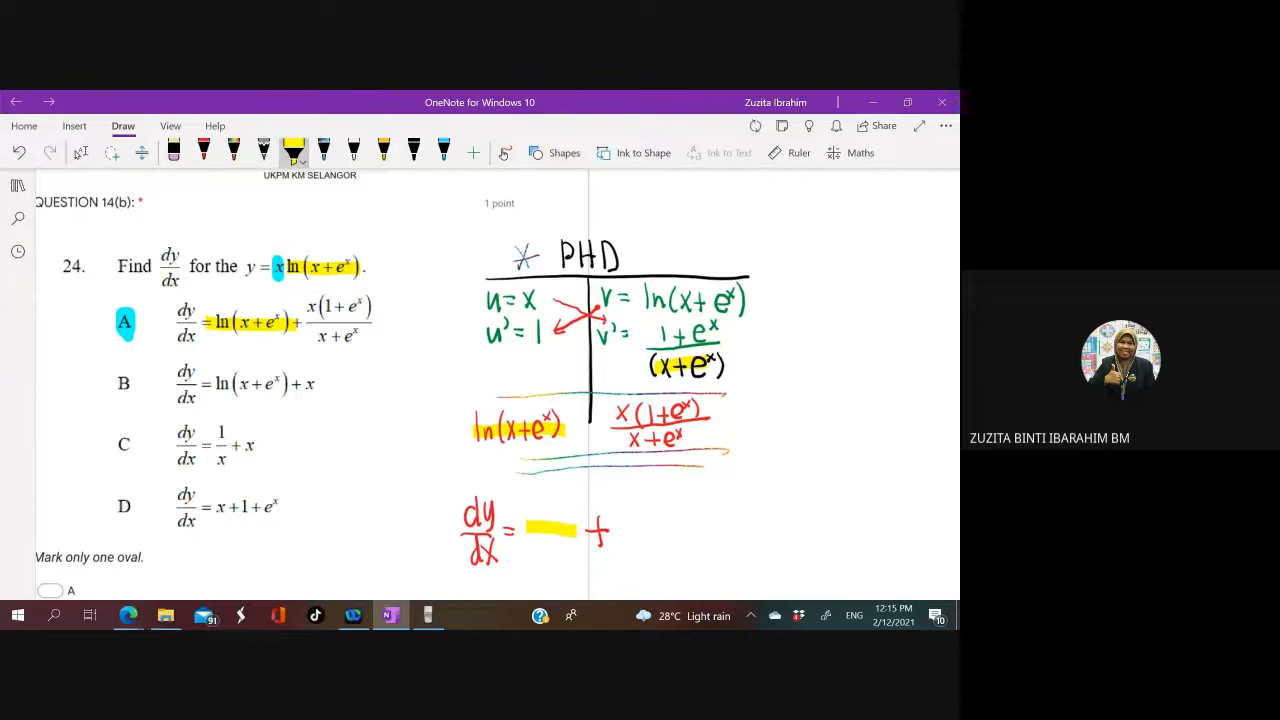 OneNote for Windows 10
Zuzita Ibrahim
Home Insert Draw View Help
Share
Shapes Ink to Shape Ink to Text Ruler Maths
UKPM KM SELANGOR
QUESTION 14(b): *
1 point
24. Find dy/dx for the y = x ln(x + e^x).
A dy/dx = ln(x + e^x) + x(1 + e^x)/(x + e^x)
B dy/dx = ln(x + e^x) + x
C dy/dx = 1/x + x
D dy/dx = x + 1 + e^x
Mark only one oval.
A
* PHD
u = x v = ln(x + e^x)
u' = 1 v' = 1 + e^x/(x + e^x)
ln(x+e^x) x(1+e^x)/x+e^x
dy/dx = +
ZUZITA BINTI IBARAHIM BM
91
28°C Light rain
4
ENG
12:15 PM
2/12/2021
10